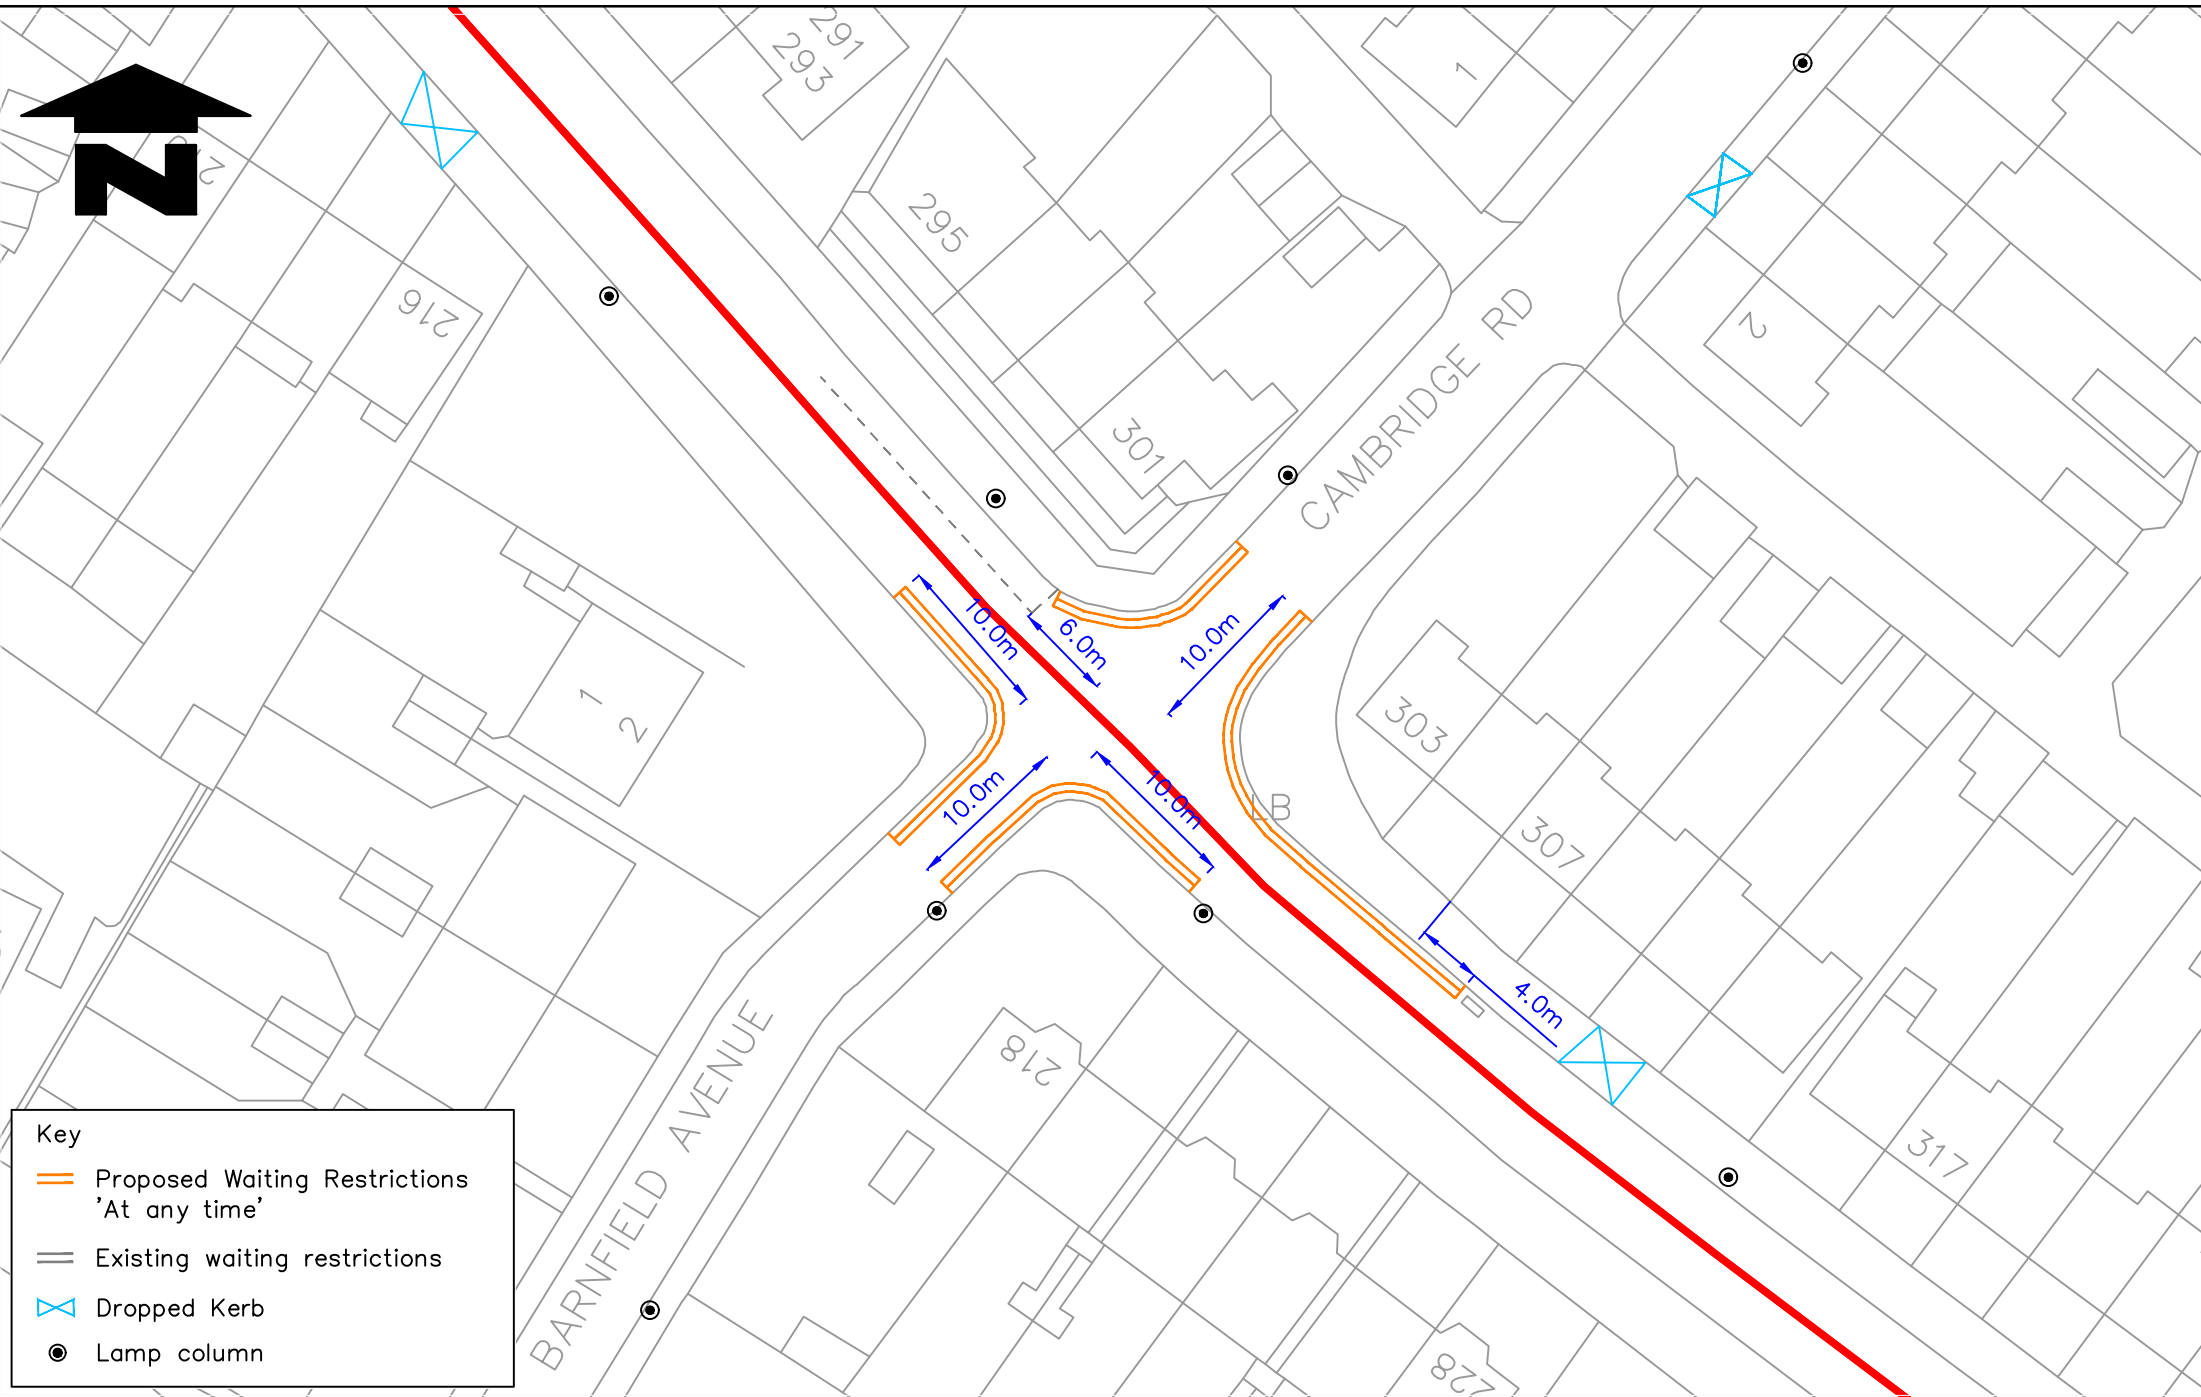 291
293
1
N
295
216
2
CAMBRIDGE RD
301
10.0m
6.0m
10.0m
1
2
303
10.0m
10.0m
LB
307
4.0m
218
BARNFIELD AVENUE
317
228
Key
Proposed Waiting Restrictions
'At any time'
Existing waiting restrictions
Dropped Kerb
Lamp column